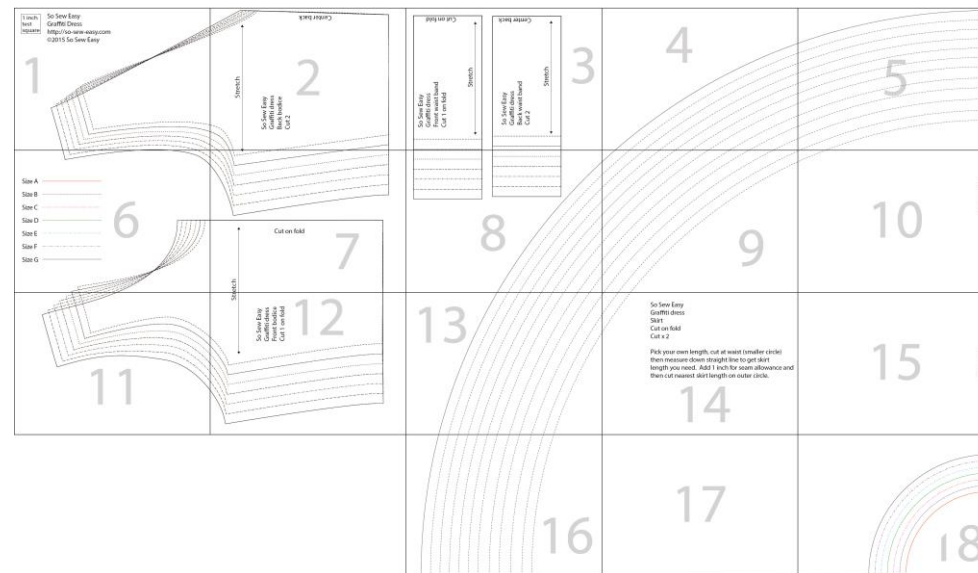 1 inch
test
square
So Sew Easy
Graffiti Dress
http://so-sew-easy.com
©2015 So Sew Easy
1
2
Center back
Stretch
So Sew Easy
Graffiti dress
Back bodice
Cut 2
Cut on fold
Stretch
So Sew Easy
Graffiti dress
Front waist band
Cut 1 on fold
Center back
Stretch
So Sew Easy
Graffiti dress
Back waist band
Cut 2
3
4
5
Size A
Size B
Size C
Size D
Size E
Size F
Size G
6
Cut on fold
7
8
9
10
Stretch
So Sew Easy
Graffiti dress
Front bodice
Cut 1 on fold
11
12
13
So Sew Easy
Graffiti dress
Skirt
Cut on fold
Cut x 2
Pick your own length, cut at waist (smaller circle)
then measure down straight line to get skirt
length you need. Add 1 inch for seam allowance and
then cut nearest skirt length on outer circle.
14
15
16
17
18